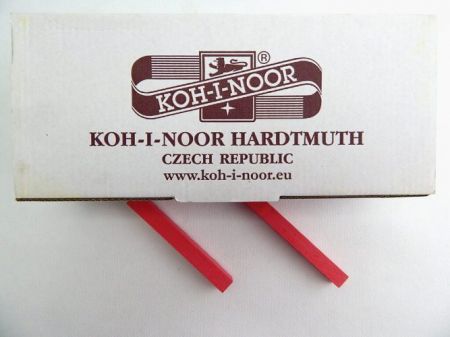 KOH-I-NOOR®
KOH-I-NOOR HARDTMUTH
CZECH REPUBLIC
www.koh-i-noor.eu